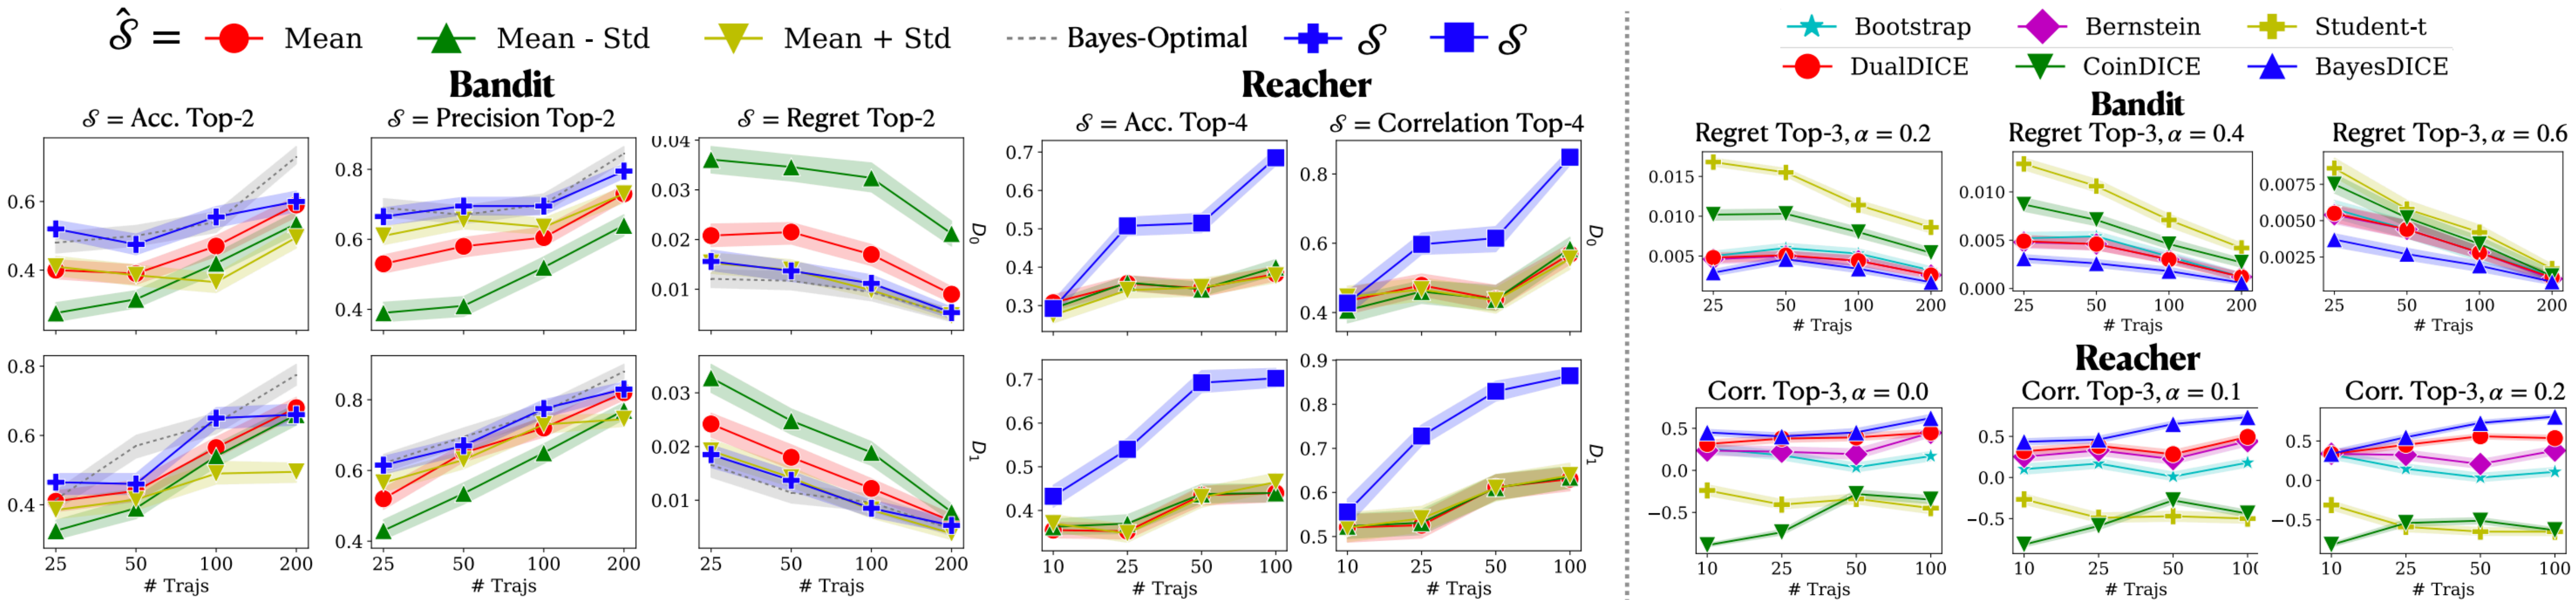 𝒮̂ = Mean Mean - Std Mean + Std Bayes-Optimal 𝒮 𝒮
Bandit
𝒮 = Acc. Top-2
0.6
0.4
𝒮 = Precision Top-2
0.8
0.6
0.4
𝒮 = Regret Top-2
0.04
0.03
0.02
0.01
D₀
0.8
0.6
0.4
25 50 100 200
# Trajs
0.8
0.6
0.4
25 50 100 200
# Trajs
0.03
0.02
0.01
25 50 100 200
# Trajs
D₁
Reacher
𝒮 = Acc. Top-4
0.7
0.6
0.5
0.4
0.3
𝒮 = Correlation Top-4
0.8
0.6
0.4
D₀
0.7
0.6
0.5
0.4
10 25 50 100
# Trajs
0.9
0.8
0.7
0.6
0.5
10 25 50 100
# Trajs
D₁
Bootstrap Bernstein Student-t
DualDICE CoinDICE BayesDICE
Bandit
Regret Top-3, α = 0.2
0.015
0.010
0.005
25 50 100 200
# Trajs
Regret Top-3, α = 0.4
0.010
0.005
0.000
25 50 100 200
# Trajs
Regret Top-3, α = 0.6
0.0075
0.0050
0.0025
25 50 100 200
# Trajs
Reacher
Corr. Top-3, α = 0.0
0.5
0.0
−0.5
10 25 50 100
# Trajs
Corr. Top-3, α = 0.1
0.5
0.0
−0.5
10 25 50 100
# Trajs
Corr. Top-3, α = 0.2
0.5
0.0
−0.5
10 25 50 100
# Trajs